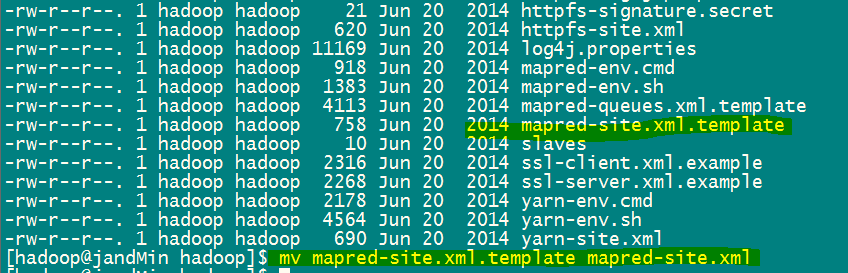 -rw-r--r--. 1 hadoop hadoop    21 Jun 20  2014 httpfs-signature.secret
-rw-r--r--. 1 hadoop hadoop   620 Jun 20  2014 httpfs-site.xml
-rw-r--r--. 1 hadoop hadoop 11169 Jun 20  2014 log4j.properties
-rw-r--r--. 1 hadoop hadoop   918 Jun 20  2014 mapred-env.cmd
-rw-r--r--. 1 hadoop hadoop  1383 Jun 20  2014 mapred-env.sh
-rw-r--r--. 1 hadoop hadoop  4113 Jun 20  2014 mapred-queues.xml.template
-rw-r--r--. 1 hadoop hadoop   758 Jun 20  2014 mapred-site.xml.template
-rw-r--r--. 1 hadoop hadoop    10 Jun 20  2014 slaves
-rw-r--r--. 1 hadoop hadoop  2316 Jun 20  2014 ssl-client.xml.example
-rw-r--r--. 1 hadoop hadoop  2268 Jun 20  2014 ssl-server.xml.example
-rw-r--r--. 1 hadoop hadoop  2178 Jun 20  2014 yarn-env.cmd
-rw-r--r--. 1 hadoop hadoop  4564 Jun 20  2014 yarn-env.sh
-rw-r--r--. 1 hadoop hadoop   690 Jun 20  2014 yarn-site.xml
[hadoop@jandMin hadoop]$ mv mapred-site.xml.template mapred-site.xml
[hadoop@jandMin hadoop]$